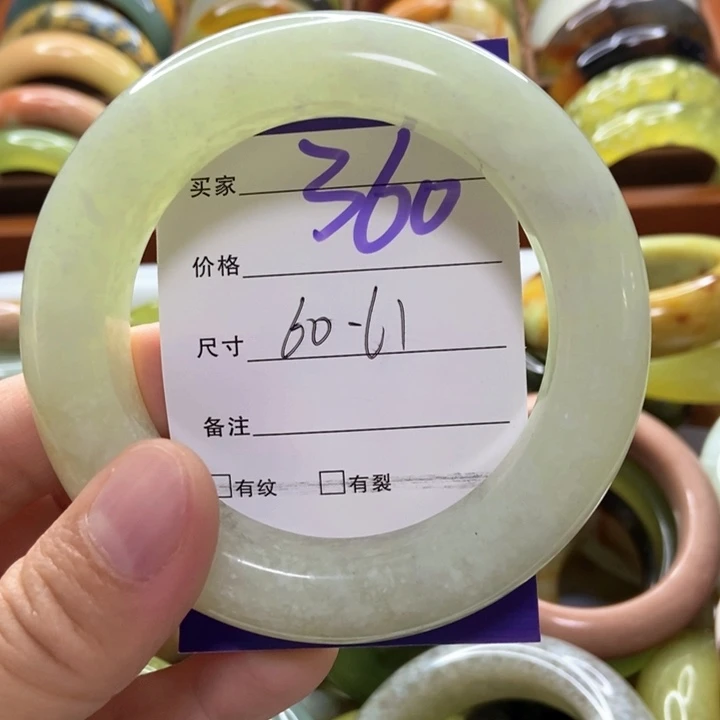 买家 360
价格
尺寸 60-61
备注
有纹 有裂